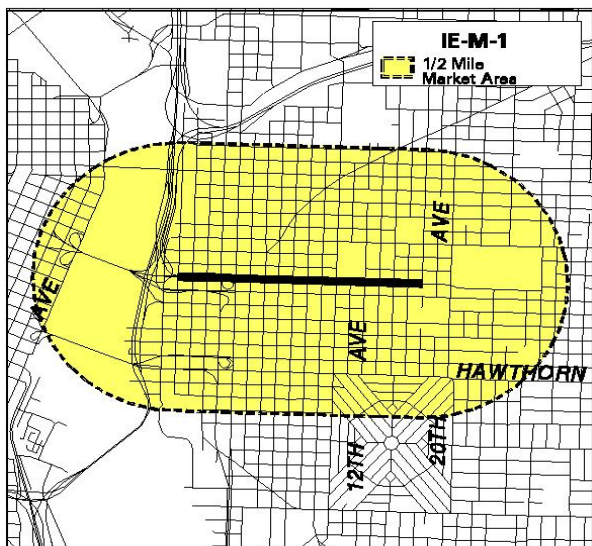 IE-M-1
1/2 Mile
Market Area
AVE
AVE
AVE
HAWTHORN
12TH
20TH